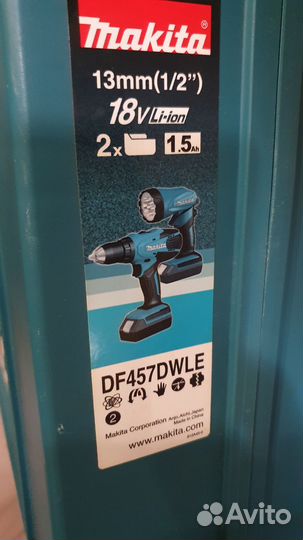 makita
13mm(1/2")
18V Li-ion
2x 1.5Ah
makita
DF457DWLE
2
Makita Corporation Anjo, Aichi, Japan
Made in China
www.makita.com
Avito